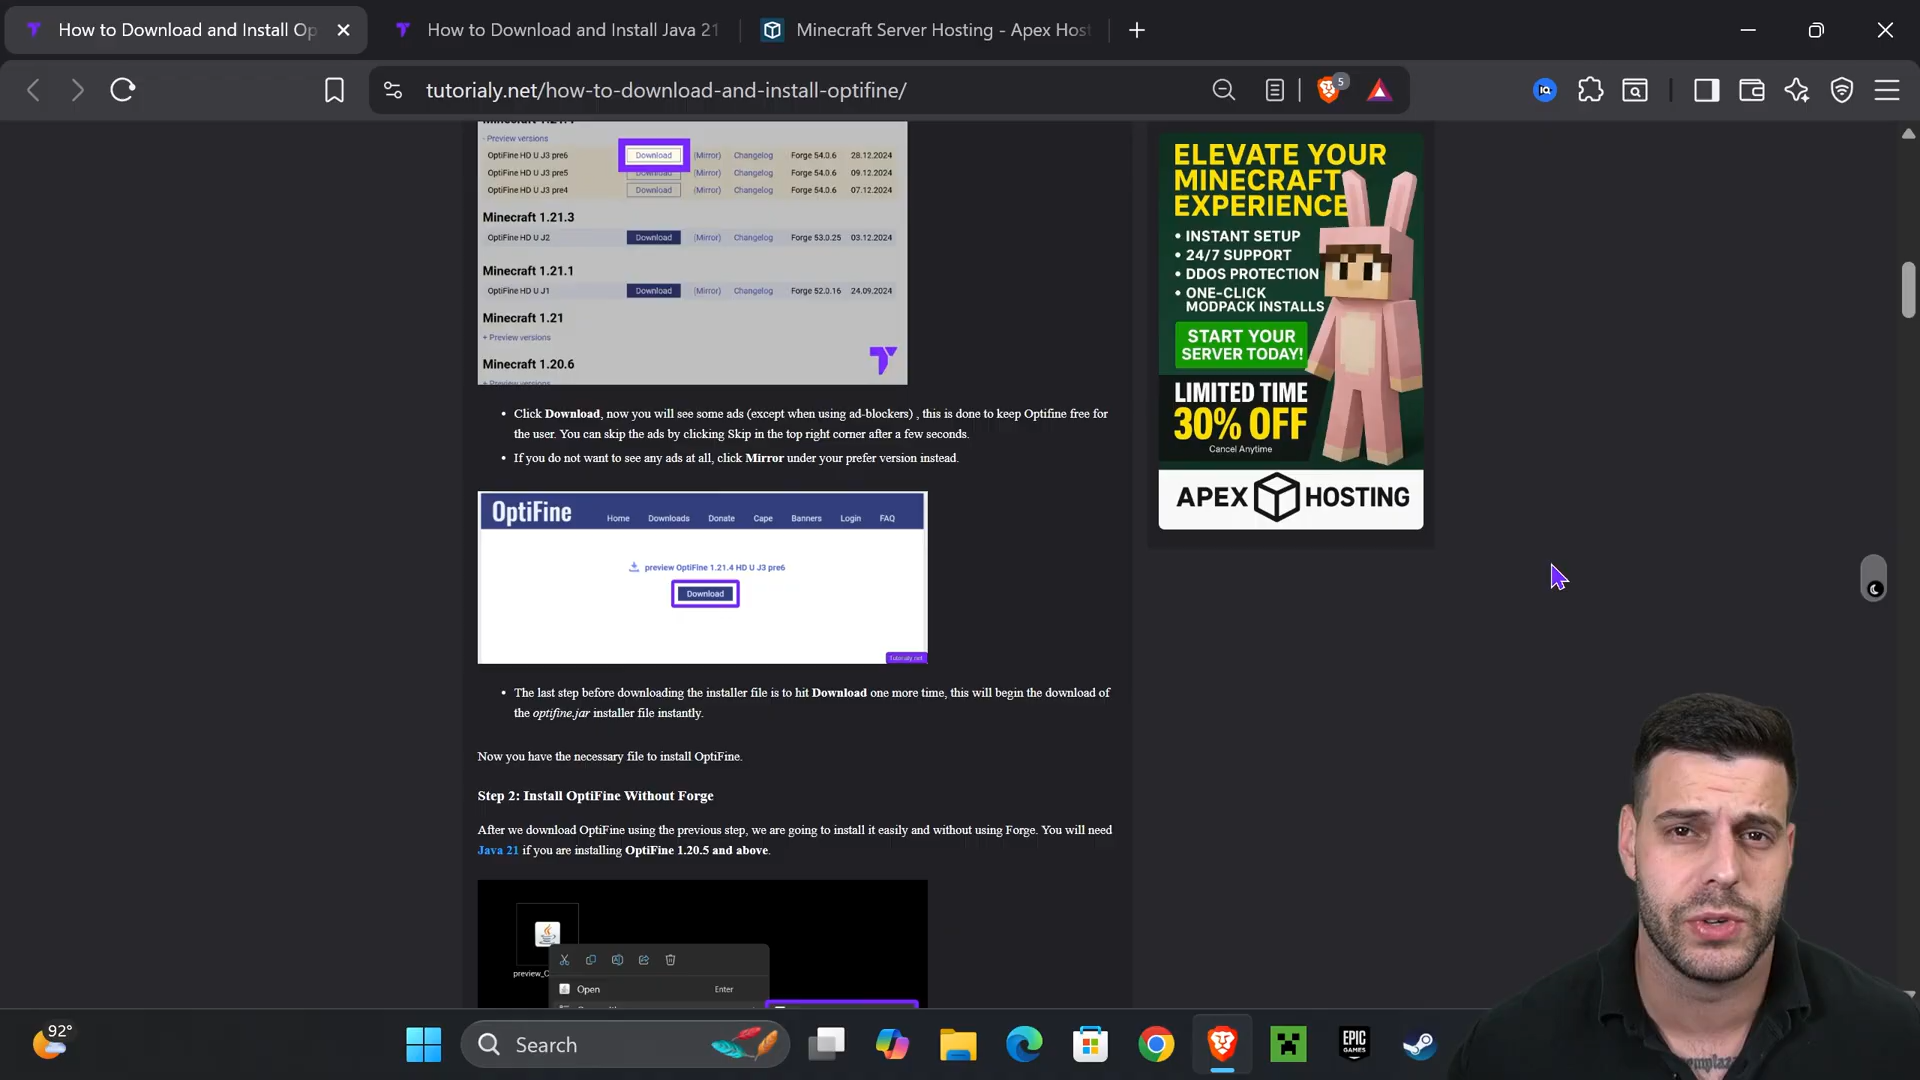 How to Download and Install Op
How to Download and Install Java 21
Minecraft Server Hosting - Apex Hos
tutorialy.net/how-to-download-and-install-optifine/
5
- Preview versions
OptiFine HD U J3 pre6 Download (Mirror) Changelog Forge 54.0.6 28.12.2024
OptiFine HD U J3 pre5 Download (Mirror) Changelog Forge 54.0.6 09.12.2024
OptiFine HD U J3 pre4 Download (Mirror) Changelog Forge 54.0.6 07.12.2024
Minecraft 1.21.3
OptiFine HD U J2 Download (Mirror) Changelog Forge 53.0.25 03.12.2024
Minecraft 1.21.1
OptiFine HD U J1 Download (Mirror) Changelog Forge 52.0.16 24.09.2024
Minecraft 1.21
+ Preview versions
Minecraft 1.20.6
+ Preview versions
• Click Download, now you will see some ads (except when using ad-blockers) , this is done to keep Optifine free for
the user. You can skip the ads by clicking Skip in the top right corner after a few seconds.
• If you do not want to see any ads at all, click Mirror under your prefer version instead.
OptiFine
Home Downloads Donate Cape Banners Login FAQ
preview OptiFine 1.21.4 HD U J3 pre6
Download
Tutorialy.net
• The last step before downloading the installer file is to hit Download one more time, this will begin the download of
the optifine.jar installer file instantly.
Now you have the necessary file to install OptiFine.
Step 2: Install OptiFine Without Forge
After we download OptiFine using the previous step, we are going to install it easily and without using Forge. You will need
Java 21 if you are installing OptiFine 1.20.5 and above.
Open Enter
ELEVATE YOUR
MINECRAFT
EXPERIENCE
• INSTANT SETUP
• 24/7 SUPPORT
• DDOS PROTECTION
• ONE-CLICK
MODPACK INSTALLS
START YOUR
SERVER TODAY!
LIMITED TIME
30% OFF
Cancel Anytime
APEX HOSTING
92°
Search
EPIC
GAMES